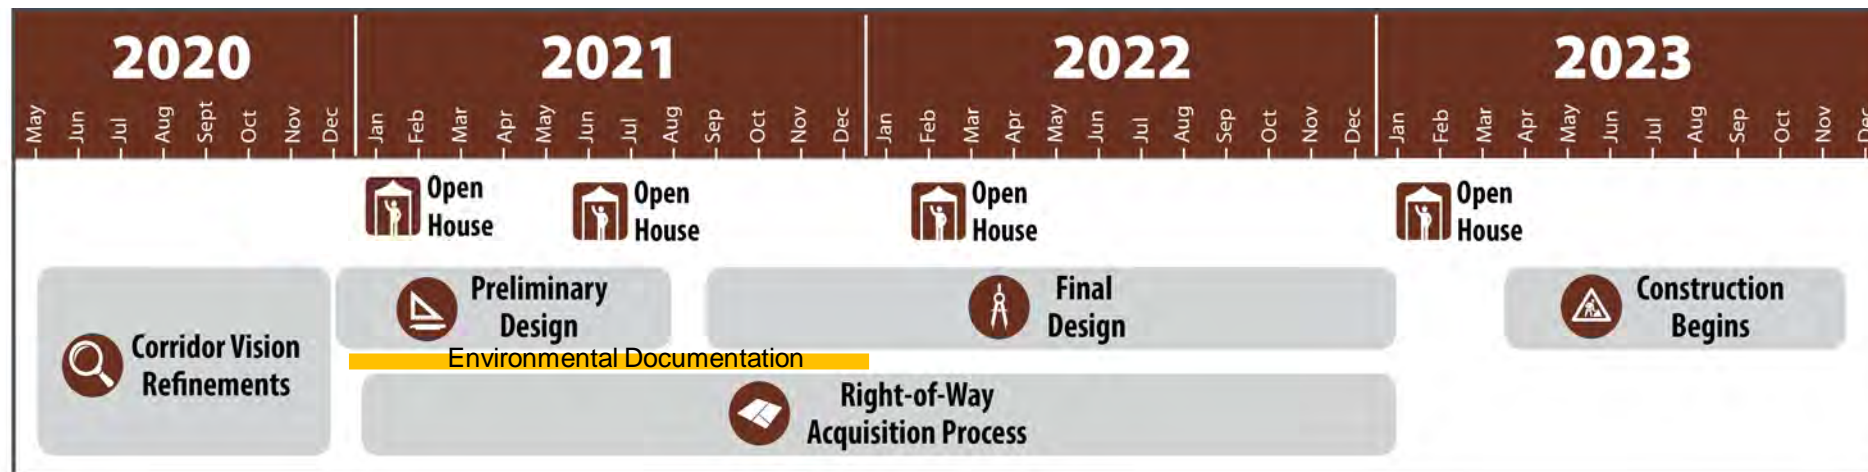 2020 2021 2022 2023
May Jun Jul Aug Sept Oct Nov Dec Jan Feb Mar Apr May Jun Jul Aug Sep Oct Nov Dec Jan Feb Mar Apr May Jun Jul Aug Sep Oct Nov Dec Jan Feb Mar Apr May Jun Jul Aug Sep Oct Nov Dec
Open
House
Open
House
Open
House
Open
House
Corridor Vision
Refinements
Preliminary
Design
Final
Design
Construction
Begins
Environmental Documentation
Right-of-Way
Acquisition Process